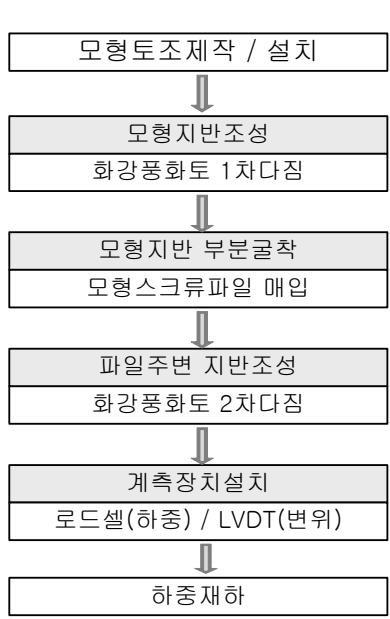 모형토조제작 / 설치
모형지반조성
화강풍화토 1차다짐
모형지반 부분굴착
모형스크류파일 매입
파일주변 지반조성
화강풍화토 2차다짐
계측장치설치
로드셀(하중) / LVDT(변위)
하중재하